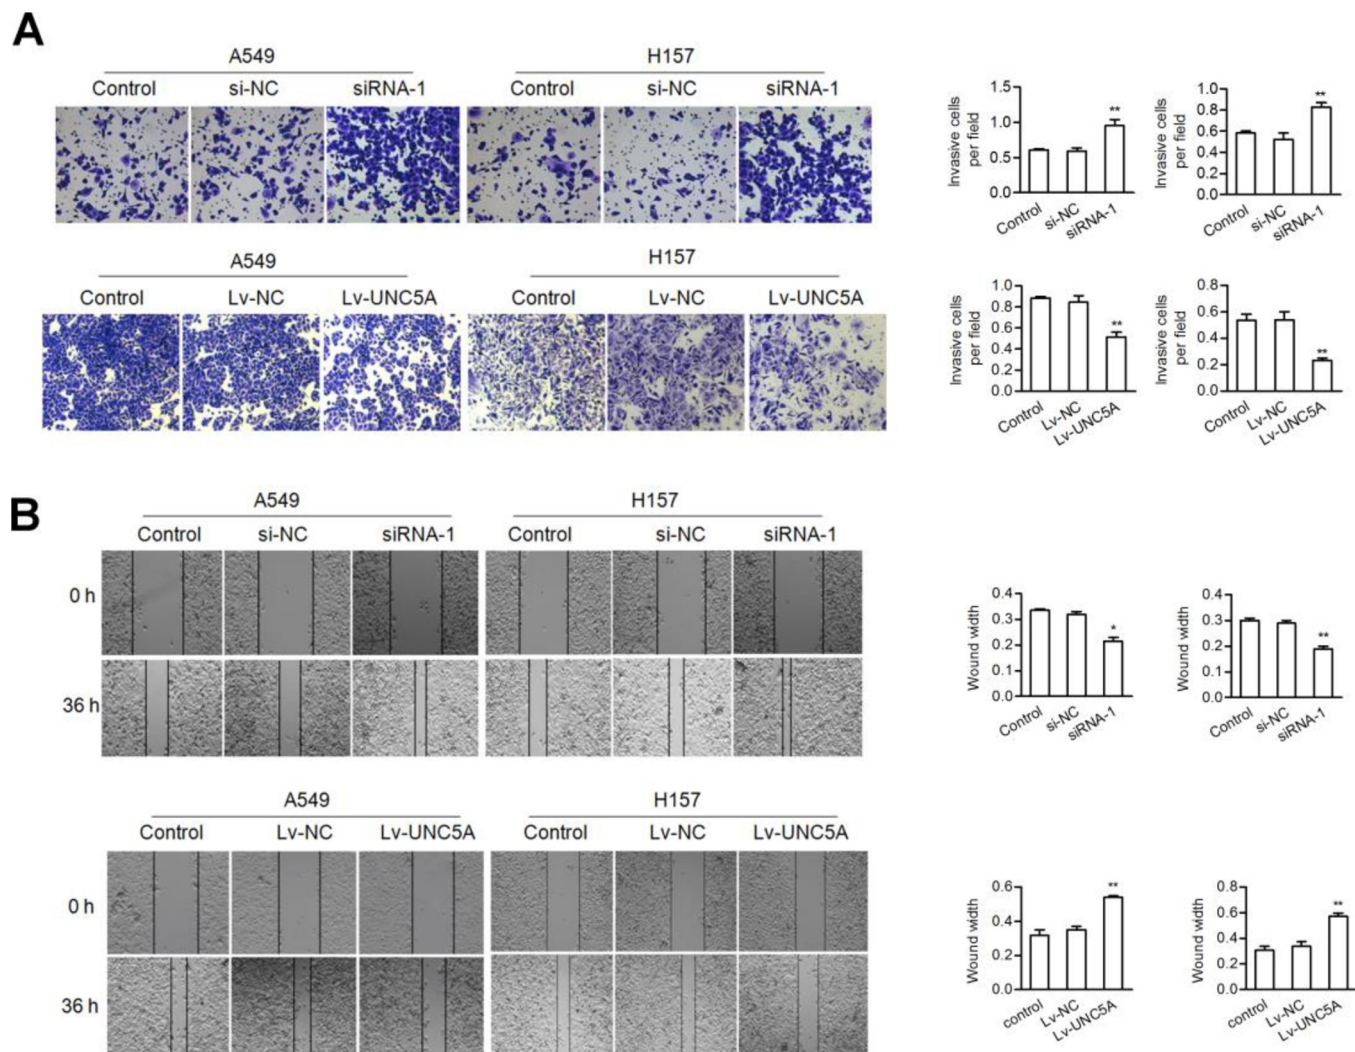 A
A549 H157
Control si-NC siRNA-1 Control si-NC siRNA-1
Invasive cells per field
1.5
1.0
0.5
0.0
**
Control si-NC siRNA-1
Invasive cells per field
1.0
0.8
0.6
0.4
0.2
0.0
**
Control si-NC siRNA-1
A549 H157
Control Lv-NC Lv-UNC5A Control Lv-NC Lv-UNC5A
Invasive cells per field
1.0
0.8
0.6
0.4
0.2
0.0
**
Control Lv-NC Lv-UNC5A
Invasive cells per field
0.8
0.6
0.4
0.2
0.0
**
Control Lv-NC Lv-UNC5A
B
A549 H157
Control si-NC siRNA-1 Control si-NC siRNA-1
0 h
36 h
Wound width
0.4
0.3
0.2
0.1
0.0
*
Control si-NC siRNA-1
Wound width
0.4
0.3
0.2
0.1
0.0
**
Control si-NC siRNA-1
A549 H157
Control Lv-NC Lv-UNC5A Control Lv-NC Lv-UNC5A
0 h
36 h
Wound width
0.6
0.4
0.2
0.0
**
control Lv-NC Lv-UNC5A
Wound width
0.8
0.6
0.4
0.2
0.0
**
control Lv-NC Lv-UNC5A